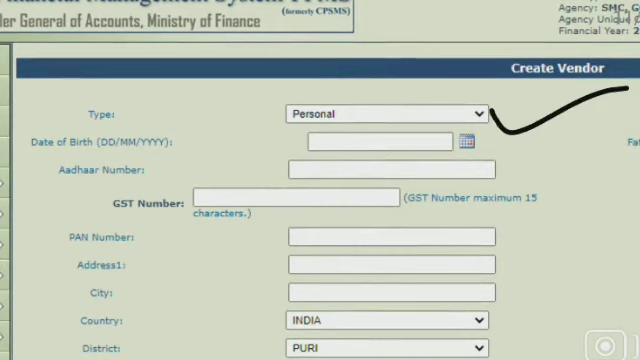 (formerly CPSMS)
ler General of Accounts, Ministry of Finance
Agency: SMC, G
Agency Unique
Financial Year: 2
Create Vendor
Type: Personal
Date of Birth (DD/MM/YYYY):
Fat
Aadhaar Number:
GST Number: (GST Number maximum 15
characters.)
PAN Number:
Address1:
City:
Country: INDIA
District: PURI